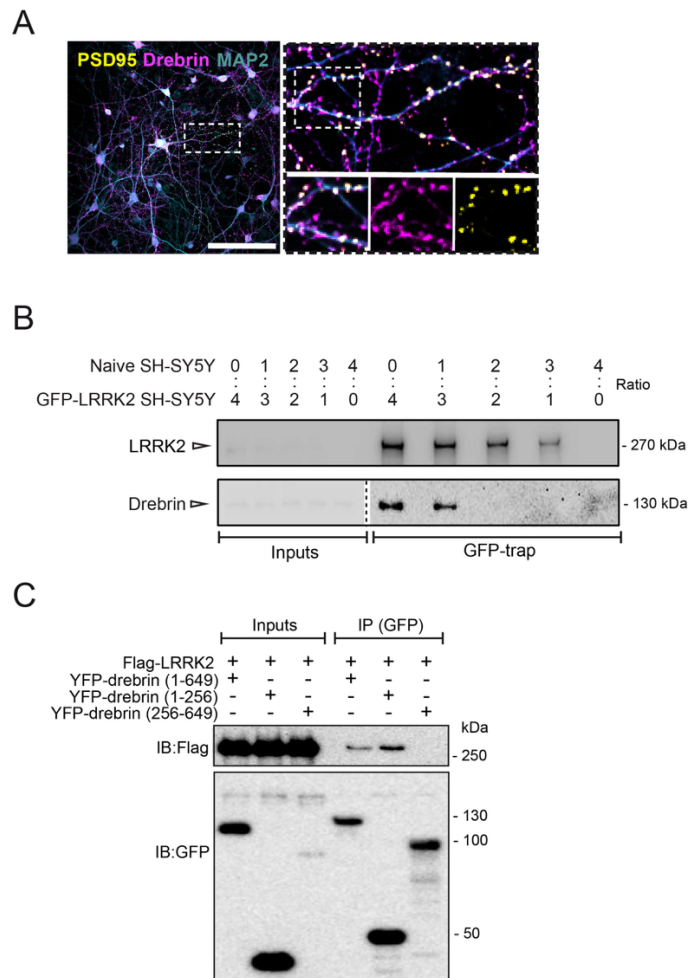 A
PSD95 Drebrin MAP2
B
Naive SH-SY5Y 0 1 2 3 4 0 1 2 3 4
: : : : : : : : : : Ratio
GFP-LRRK2 SH-SY5Y 4 3 2 1 0 4 3 2 1 0
LRRK2 - 270 kDa
Drebrin - 130 kDa
Inputs GFP-trap
C
Inputs IP (GFP)
Flag-LRRK2 + + + + + +
YFP-drebrin (1-649) + - - + - -
YFP-drebrin (1-256) - + - - + -
YFP-drebrin (256-649) - - + - - +
kDa
IB:Flag - 250
- 130
- 100
IB:GFP
- 50